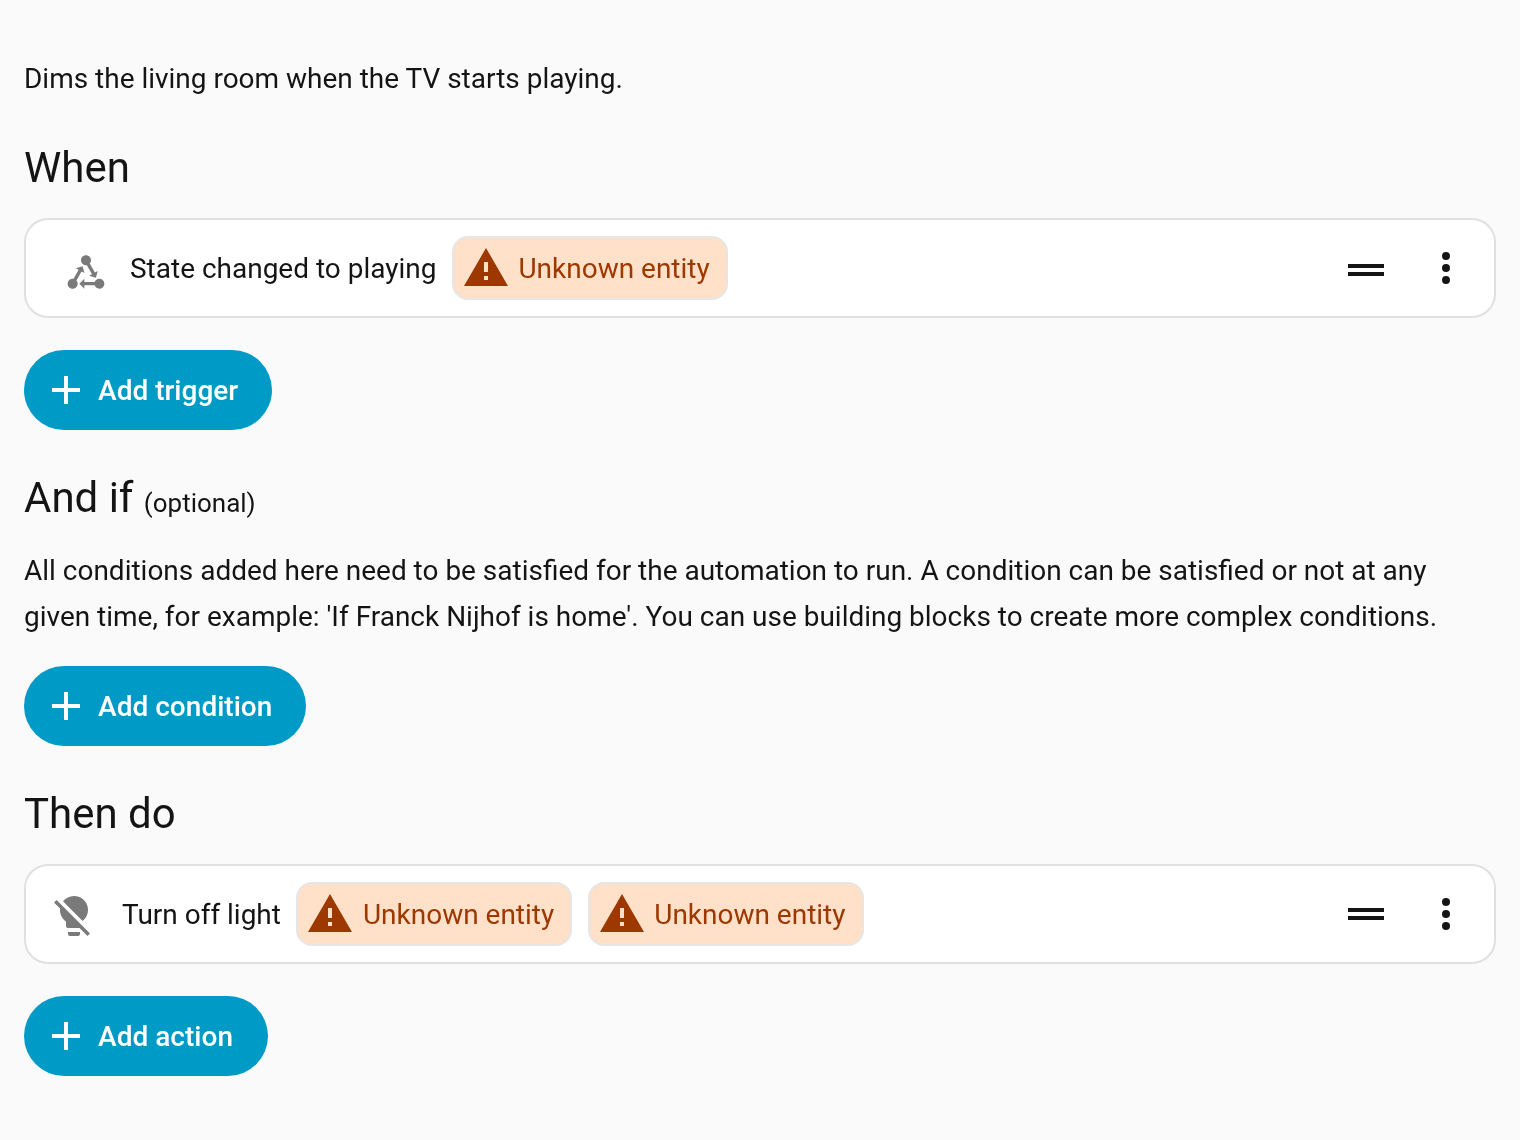 Dims the living room when the TV starts playing.
When
State changed to playing Unknown entity
Add trigger
And if (optional)
All conditions added here need to be satisfied for the automation to run. A condition can be satisfied or not at any
given time, for example: 'If Franck Nijhof is home'. You can use building blocks to create more complex conditions.
Add condition
Then do
Turn off light Unknown entity Unknown entity
Add action